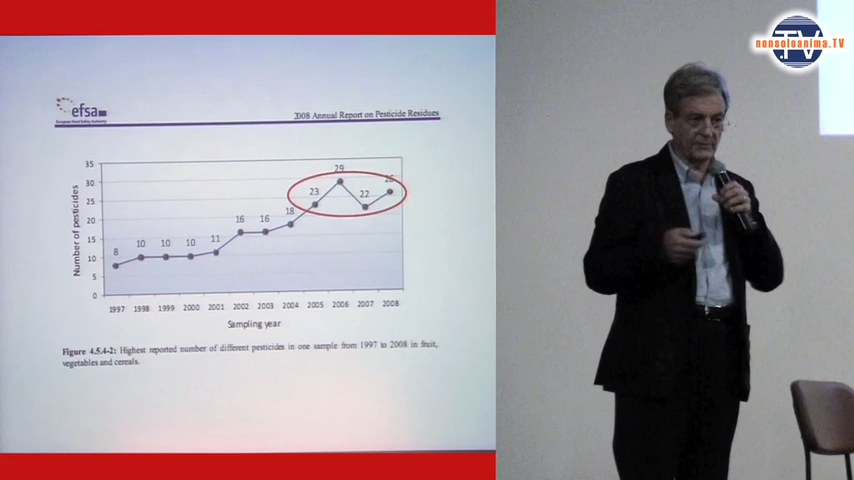 nonsoloanima.TV
TV
efsa
European Food Safety Authority
2008 Annual Report on Pesticide Residues
Number of pesticides
35
30
25
20
15
10
5
0
8
10
10
10
11
16
16
18
23
29
22
26
1997 1998 1999 2000 2001 2002 2003 2004 2005 2006 2007 2008
Sampling year
Figure 4.5.4-2: Highest reported number of different pesticides in one sample from 1997 to 2008 in fruit,
vegetables and cereals.